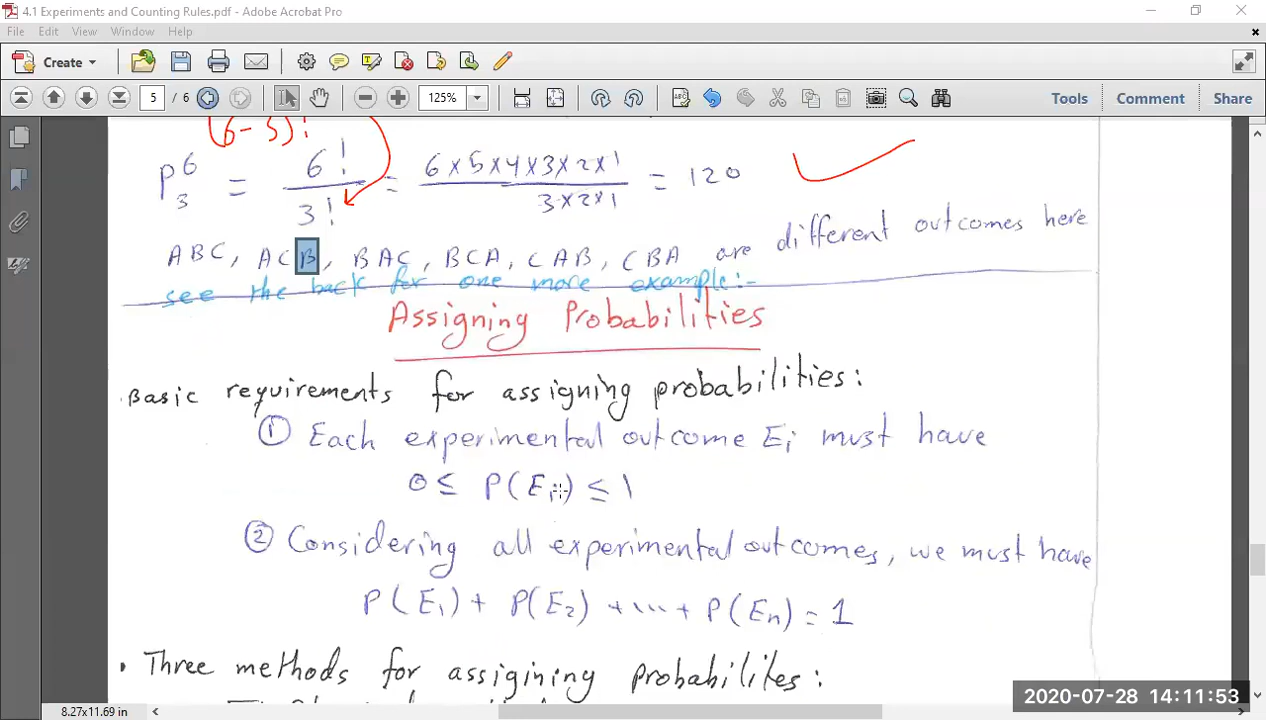 4.1 Experiments and Counting Rules.pdf - Adobe Acrobat Pro
File Edit View Window Help
Create
5 / 6 125% Tools Comment Share
(6-3)!
P 6 3 = 6! / 3! = 6×5×4×3×2×1 / 3×2×1 = 120
ABC, ACB, BAC, BCA, CAB, CBA are different outcomes here
see the back for one more example:-
Assigning Probabilities
Basic requirements for assigning probabilities:
① Each experimental outcome Ei must have
0 ≤ P(Ei) ≤ 1
② Considering all experimental outcomes, we must have
P(E1) + P(E2) + ... + P(En) = 1
• Three methods for assigining probabilites:
2020-07-28 14:11:53
8.27x11.69 in